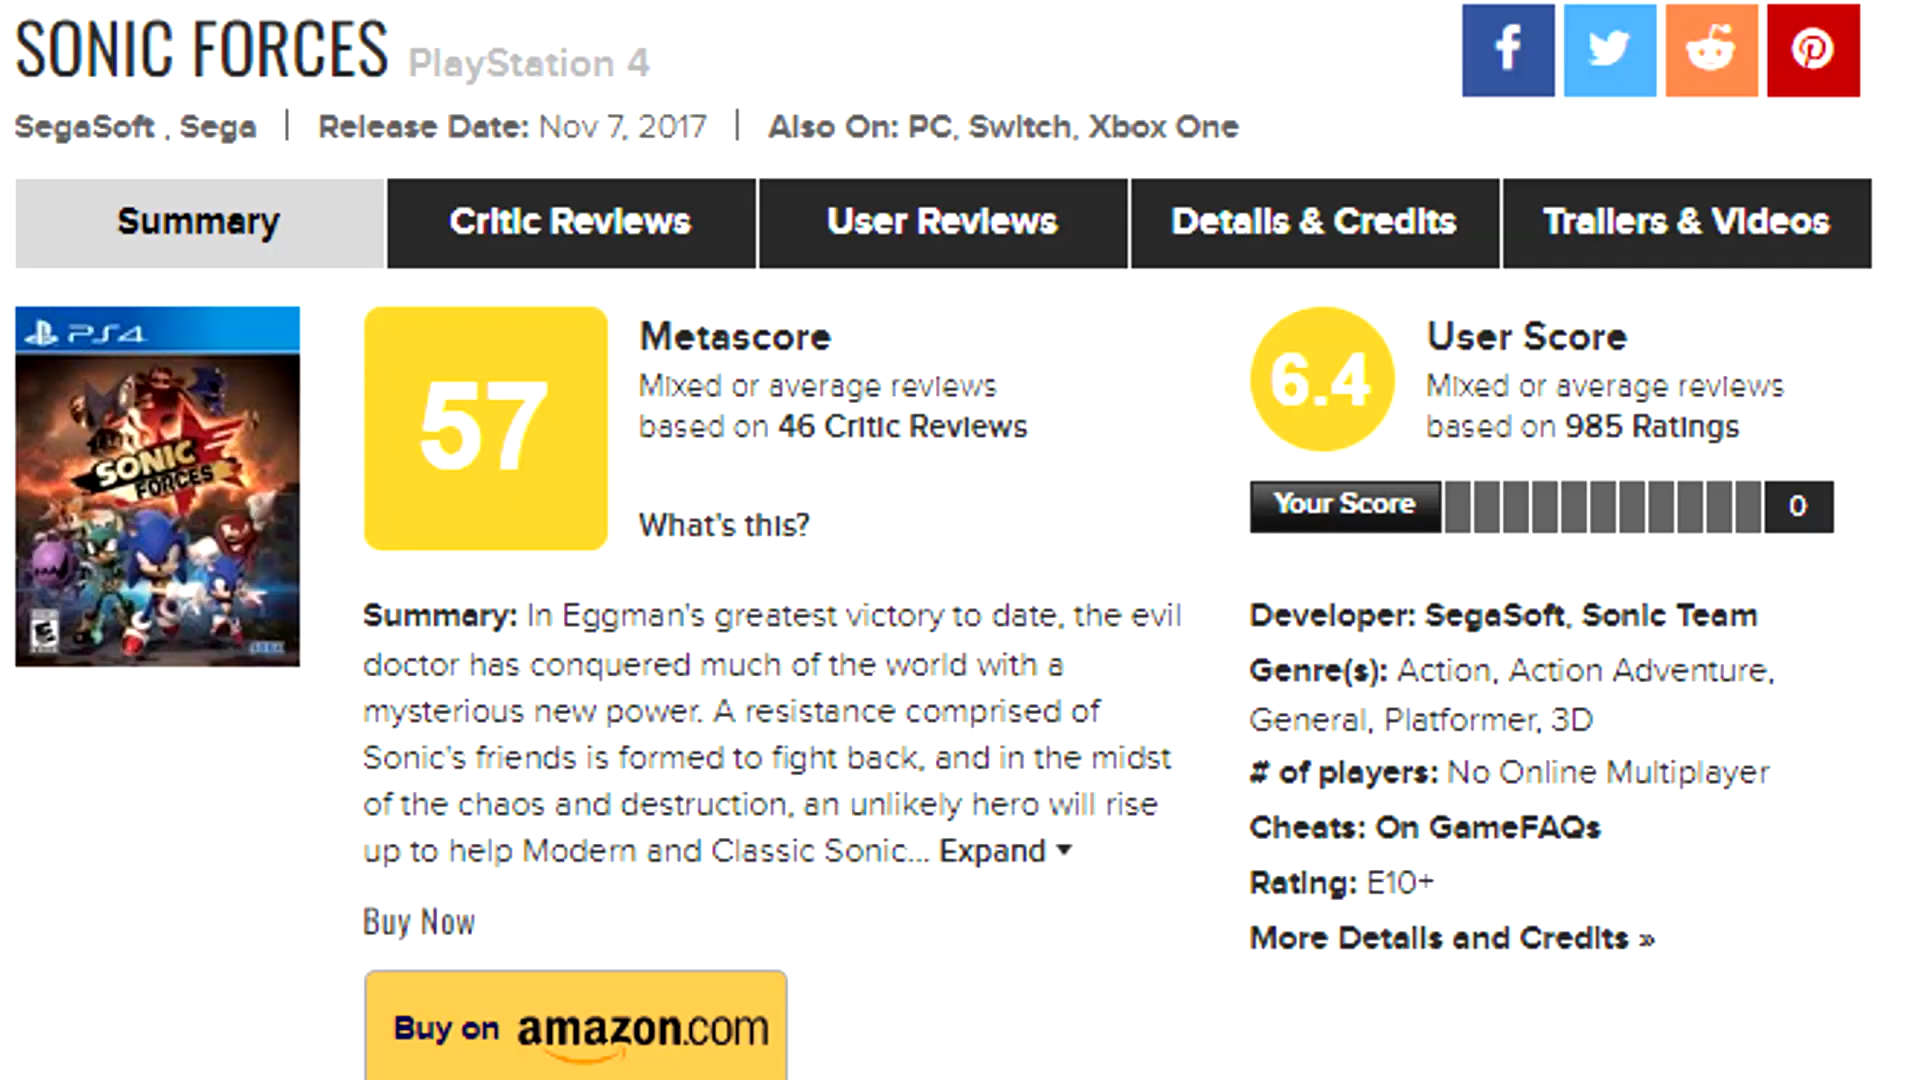 SONIC FORCES PlayStation 4
SegaSoft , Sega | Release Date: Nov 7, 2017 | Also On: PC, Switch, Xbox One
Summary Critic Reviews User Reviews Details & Credits Trailers & Videos
PS4
SONIC
FORCES
E
SEGA
57
Metascore
Mixed or average reviews
based on 46 Critic Reviews
What's this?
6.4
User Score
Mixed or average reviews
based on 985 Ratings
Your Score 0
Summary: In Eggman's greatest victory to date, the evil
doctor has conquered much of the world with a
mysterious new power. A resistance comprised of
Sonic's friends is formed to fight back, and in the midst
of the chaos and destruction, an unlikely hero will rise
up to help Modern and Classic Sonic... Expand
Buy Now
Buy on amazon.com
Developer: SegaSoft, Sonic Team
Genre(s): Action, Action Adventure,
General, Platformer, 3D
# of players: No Online Multiplayer
Cheats: On GameFAQs
Rating: E10+
More Details and Credits »